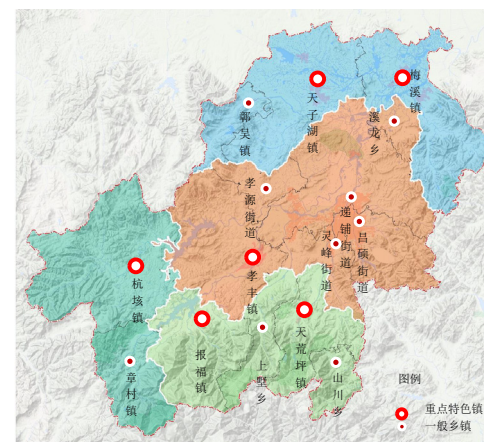 梅溪镇
天子湖镇
鄣吴镇
溪龙乡
孝源街道
递铺街道
昌硕街道
灵峰街道
孝丰镇
杭垓镇
天荒坪镇
报福镇
上墅乡
章村镇
山川乡
图例
重点特色镇
一般乡镇